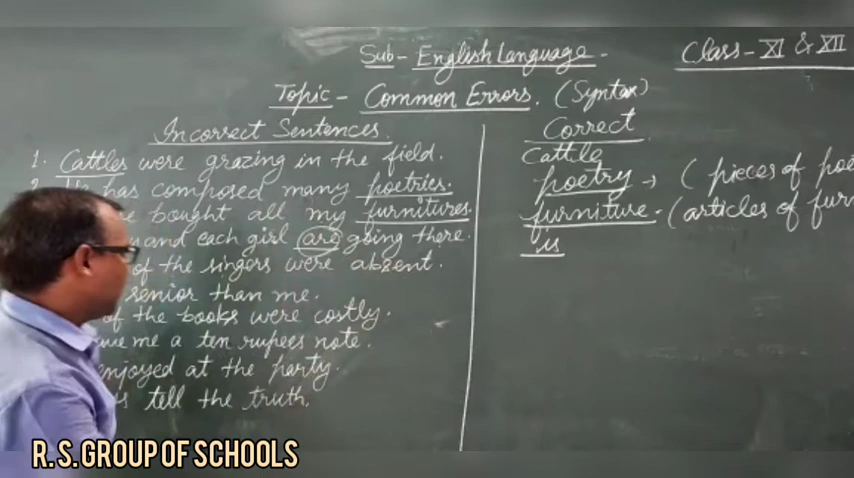 Sub- English Language - Class- XI & XII
Topic - Common Errors. (Syntax)
Incorrect Sentences. Correct
1. Cattles were grazing in the field. Cattle
has composed many poetries. poetry → (pieces of
bought all my furnitures. furniture. (articles of
and each girl are going there. is
of the singers were absent.
senior than me.
of the books were costly.
me a ten rupees note.
enjoyed at the party.
tell the truth.
R. S. GROUP OF SCHOOLS